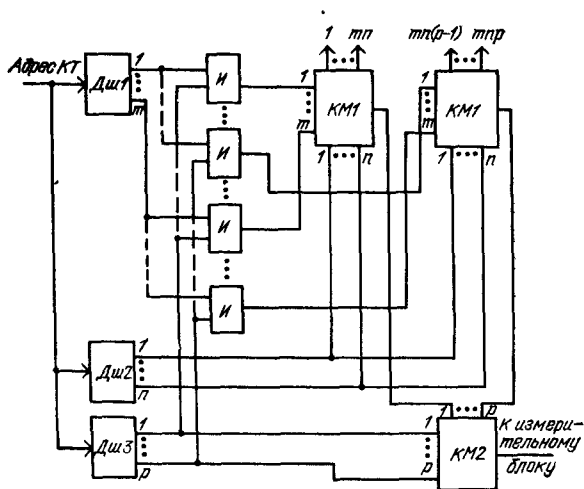 1 mn mn(p-1) mnp
Адрес КТ
Дш1
1
m
И
И
И
И
1
m
КМ1
1 n
1
m
КМ1
1 n
Дш2
1
n
Дш3
1
p
1 p
1
p
КМ2
к измери-
тельному
блоку